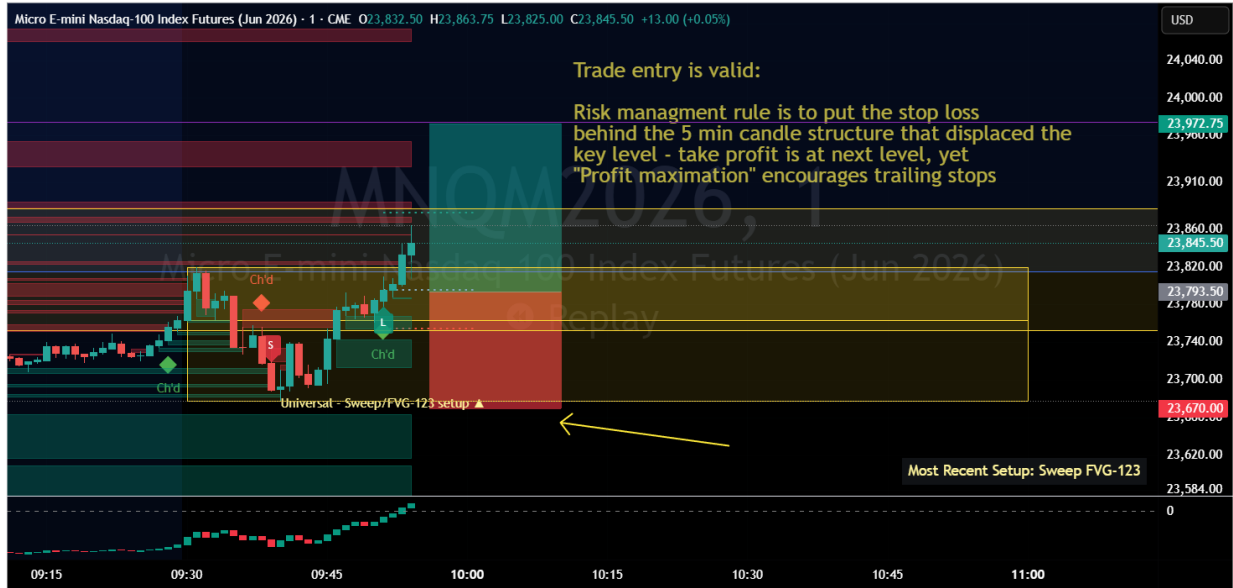 Micro E-mini Nasdaq-100 Index Futures (Jun 2026) · 1 · CME O23,832.50 H23,863.75 L23,825.00 C23,845.50 +13.00 (+0.05%)
USD
Trade entry is valid:
Risk managment rule is to put the stop loss
behind the 5 min candle structure that displaced the
key level - take profit is at next level, yet
"Profit maximation" encourages trailing stops
24,040.00
24,000.00
23,972.75
23,960.00
23,910.00
23,860.00
23,845.50
23,820.00
23,793.50
23,780.00
23,740.00
23,700.00
23,670.00
23,620.00
23,584.00
MNQM2026, 1
Micro E-mini Nasdaq-100 Index Futures (Jun 2026)
Replay
Ch'd
S
L
Ch'd
Ch'd
Universal - Sweep/FVG-123 setup ▲
Most Recent Setup: Sweep FVG-123
0
09:15 09:30 09:45 10:00 10:15 10:30 10:45 11:00